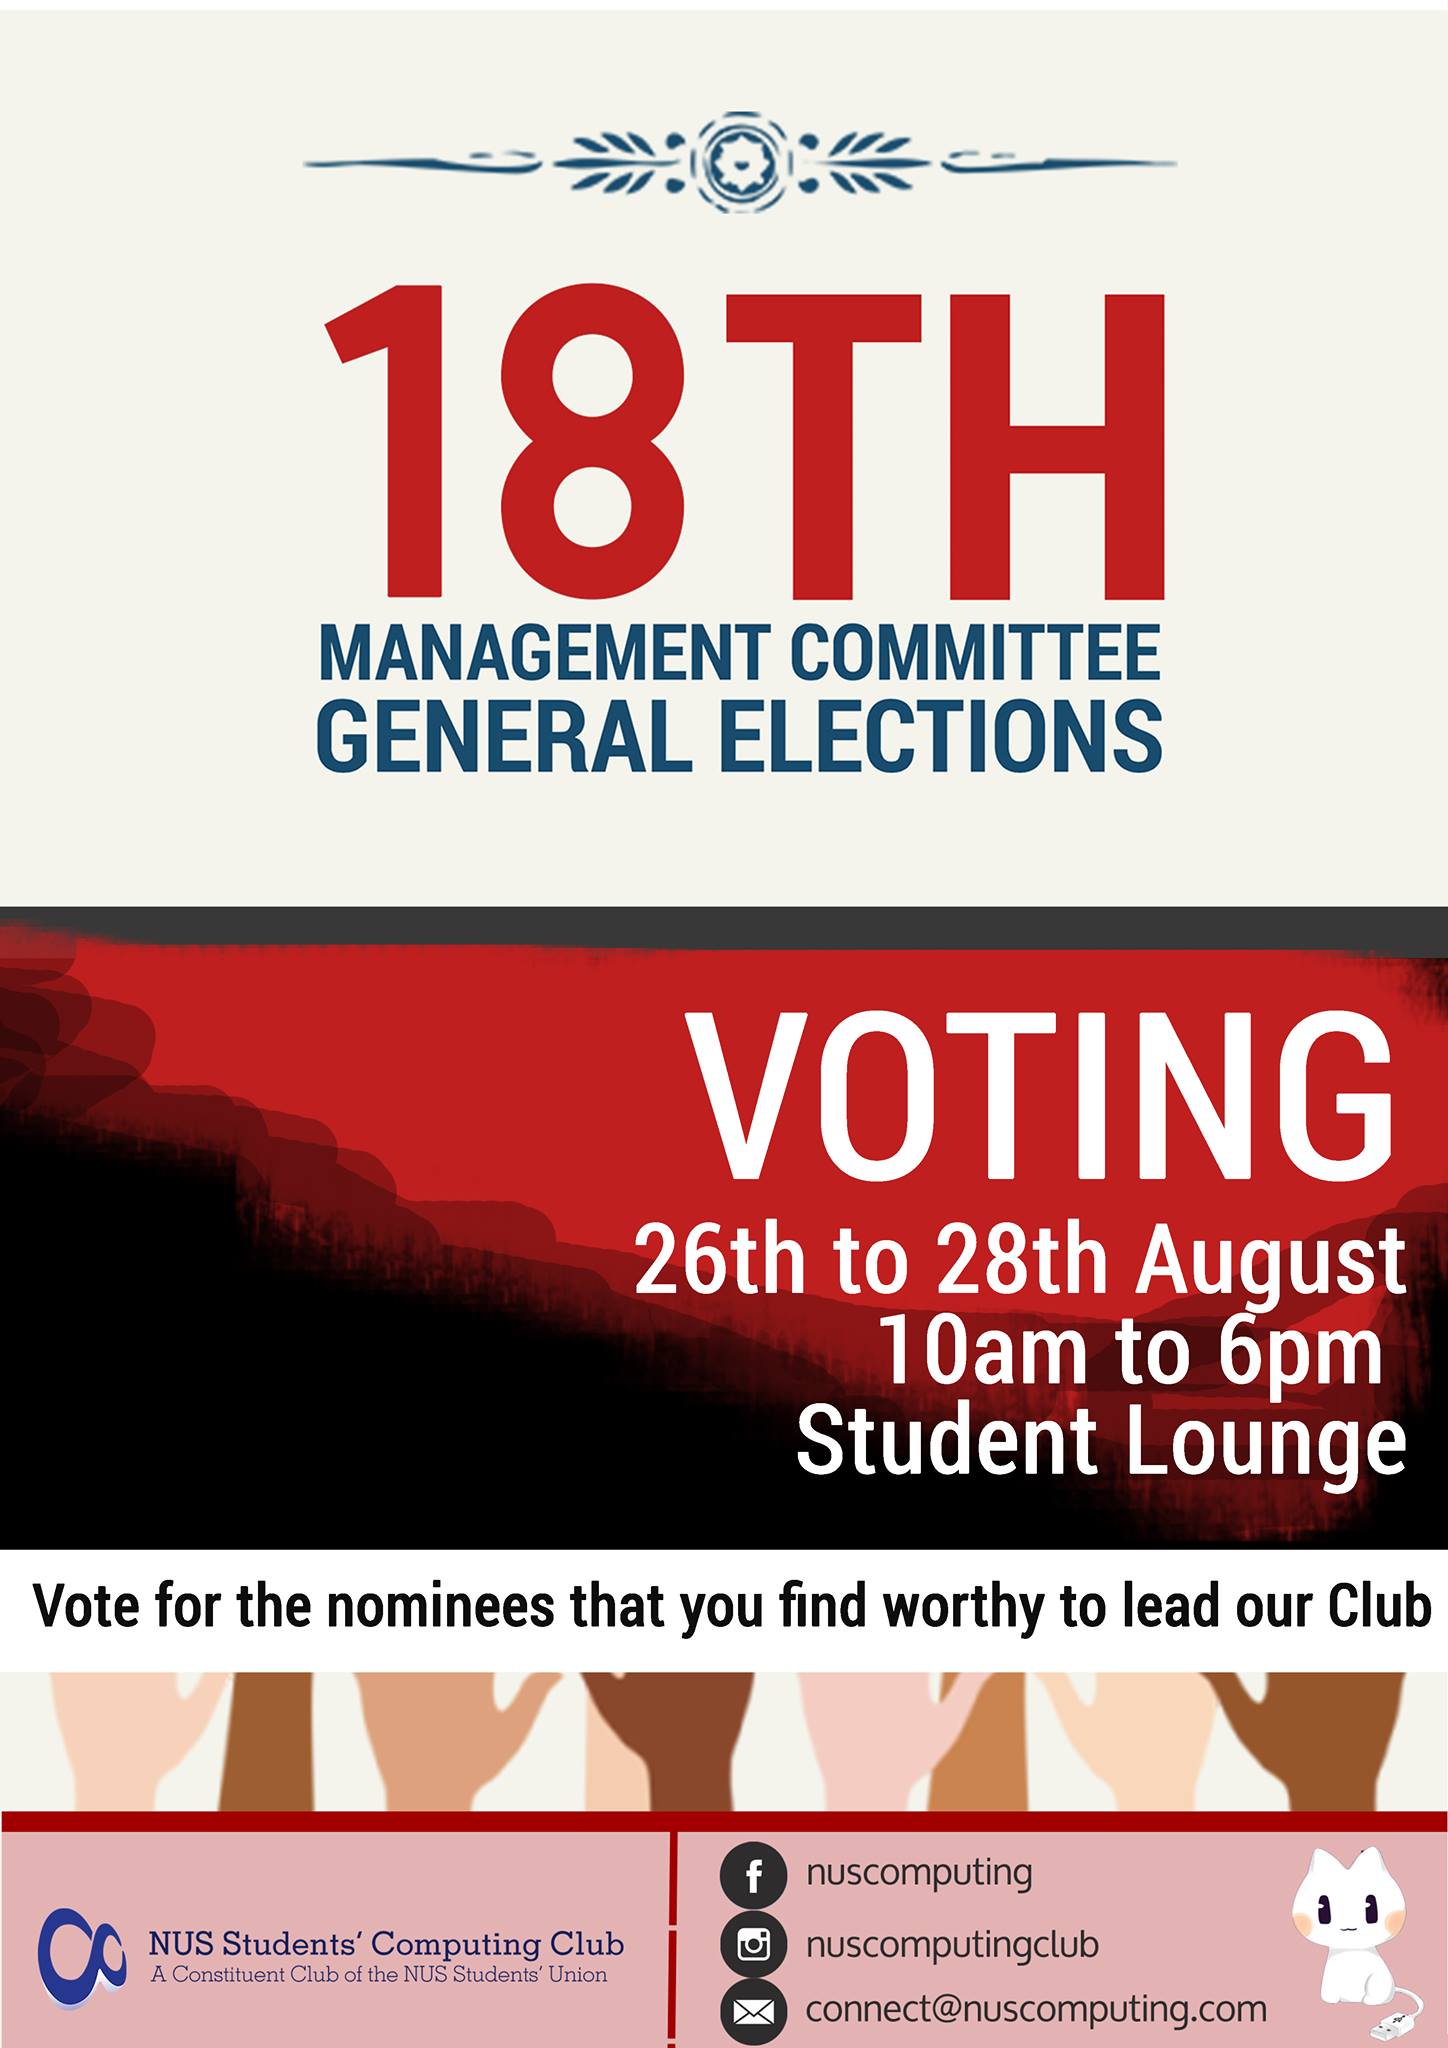 18TH
MANAGEMENT COMMITTEE
GENERAL ELECTIONS
VOTING
26th to 28th August
10am to 6pm
Student Lounge
Vote for the nominees that you find worthy to lead our Club
NUS Students' Computing Club
A Constituent Club of the NUS Students' Union
nuscomputing
nuscomputingclub
connect@nuscomputing.com